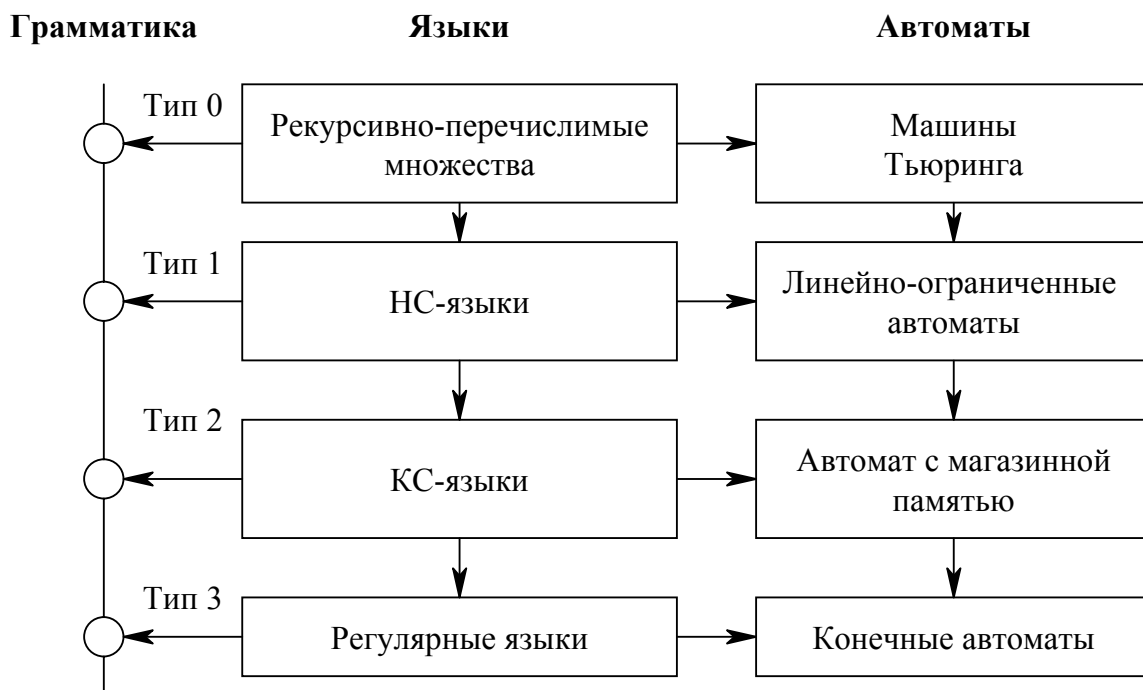 Грамматика Языки Автоматы
Тип 0
Рекурсивно-перечислимые
множества
Машины
Тьюринга
Тип 1
НС-языки
Линейно-ограниченные
автоматы
Тип 2
КС-языки
Автомат с магазинной
памятью
Тип 3
Регулярные языки
Конечные автоматы